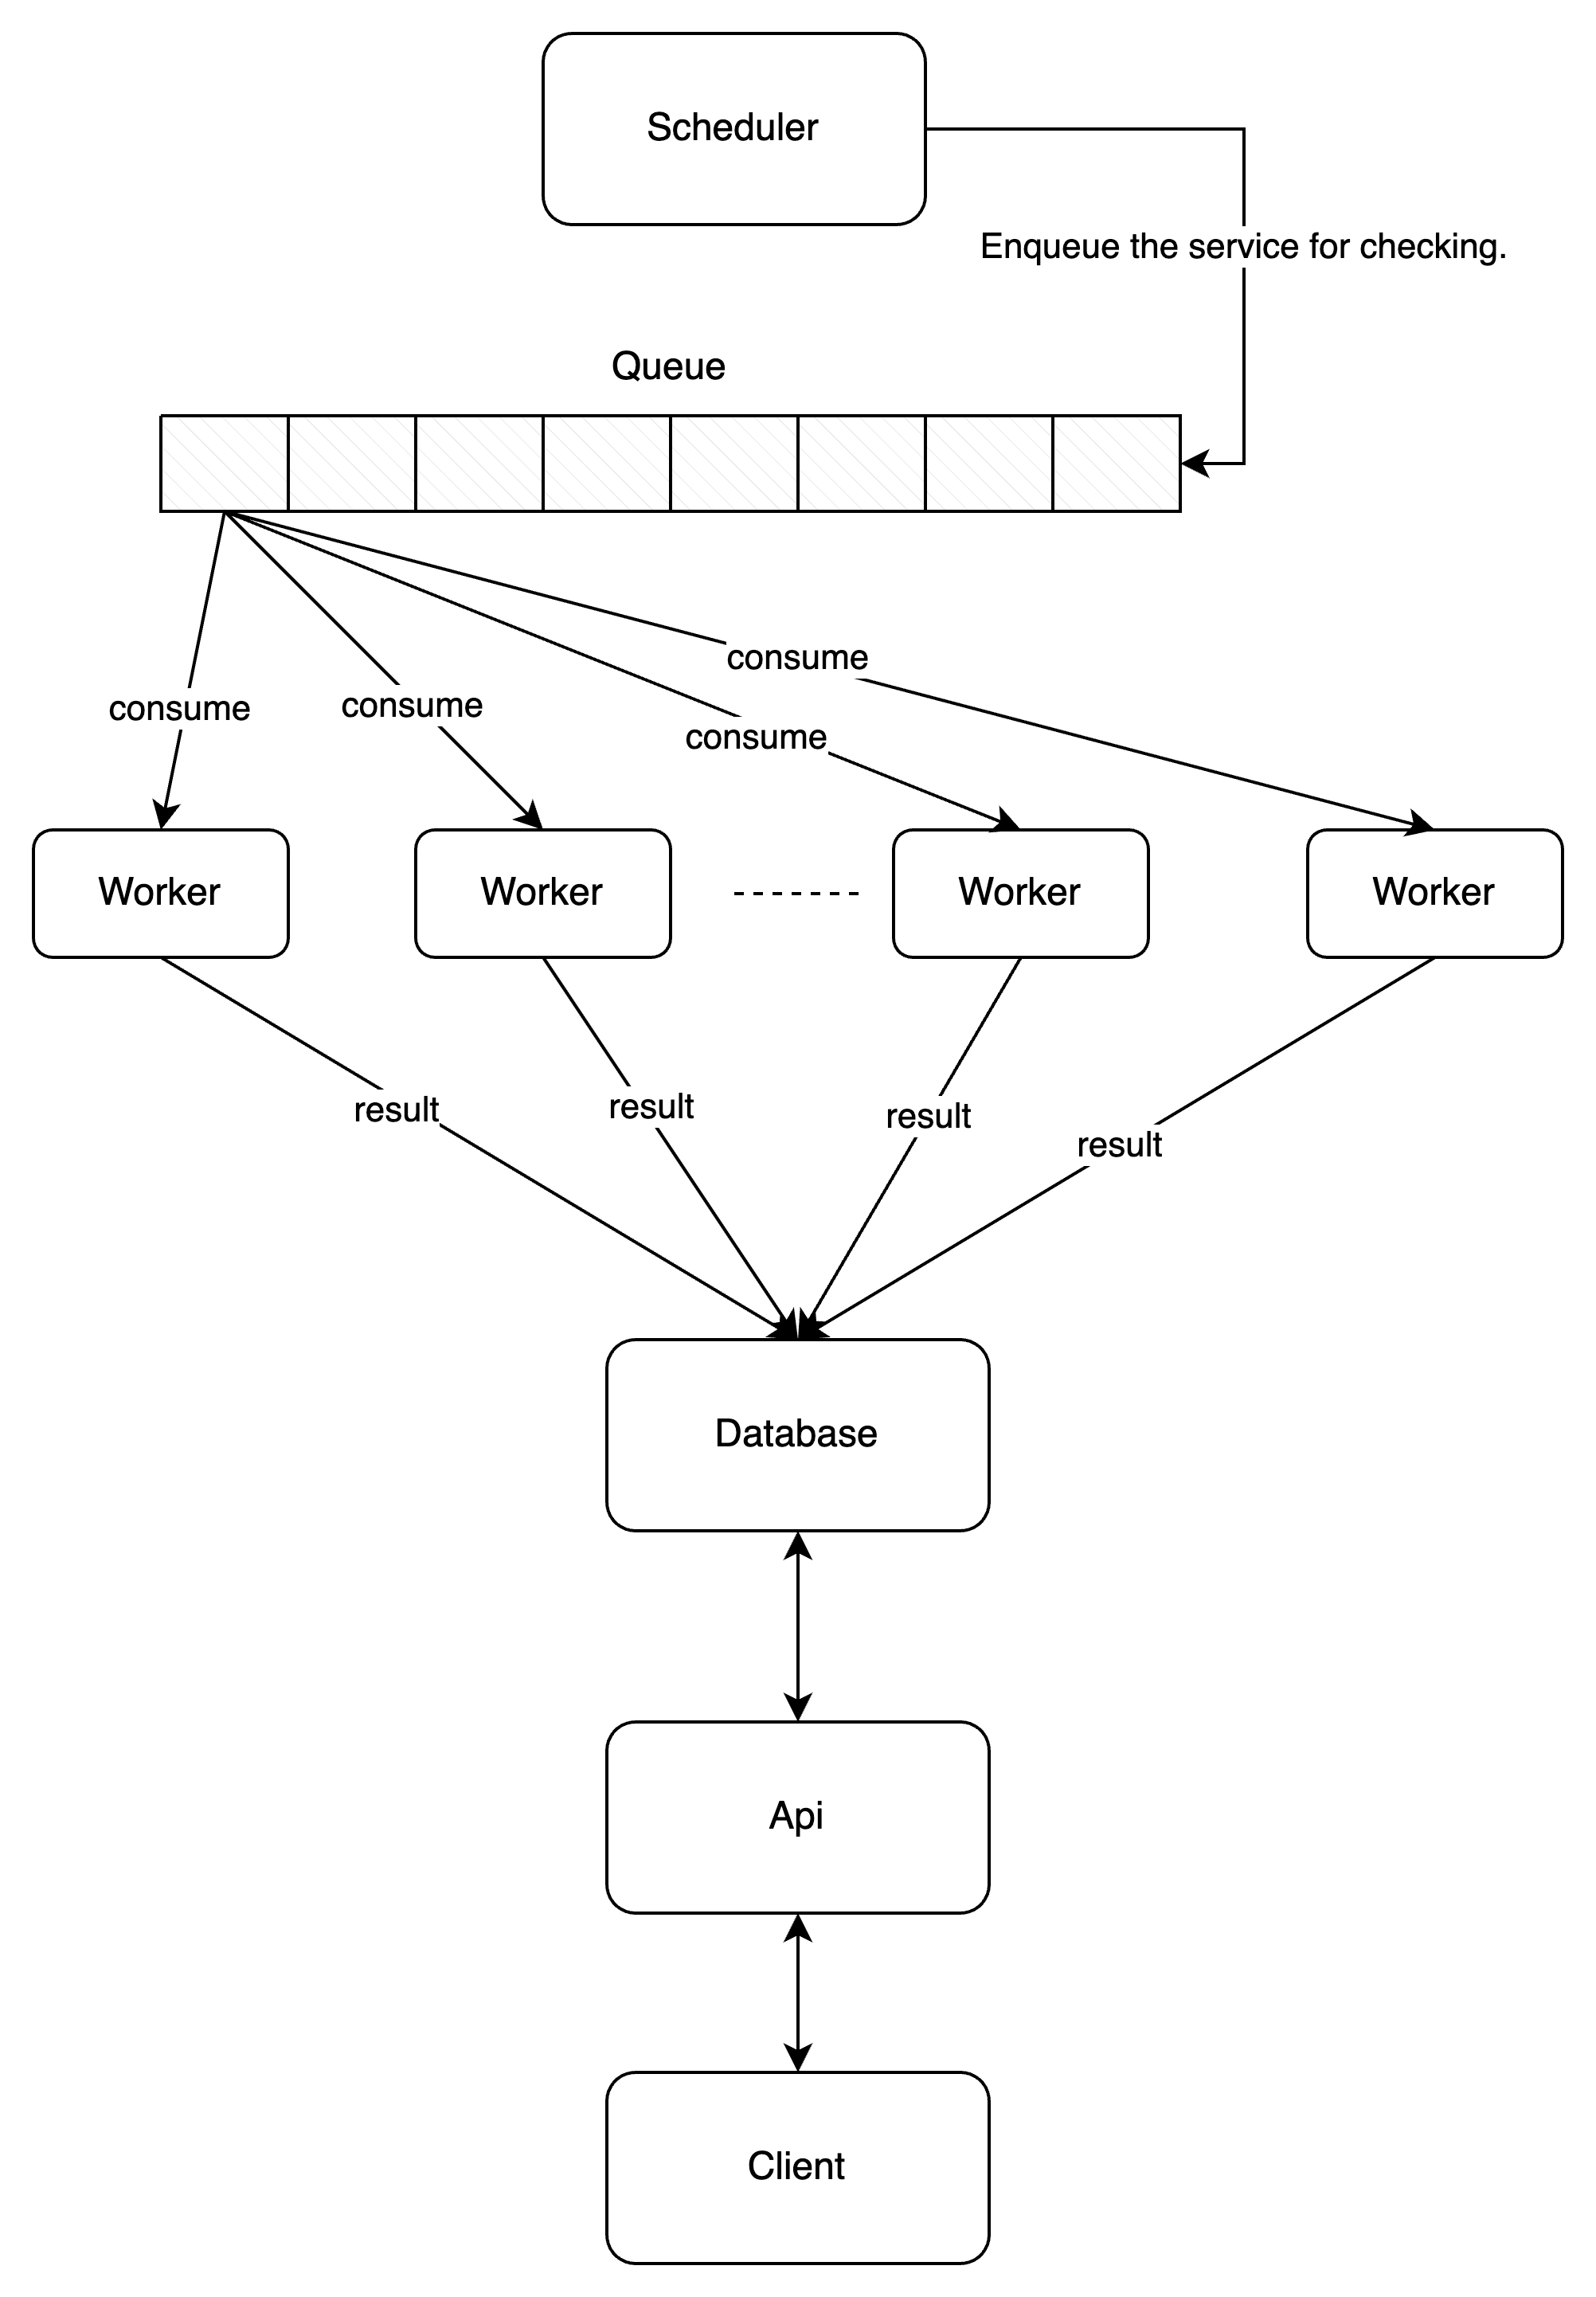 Scheduler
Enqueue the service for checking.
Queue
consume
consume
consume
consume
Worker
Worker
Worker
Worker
result
result
result
result
Database
Api
Client